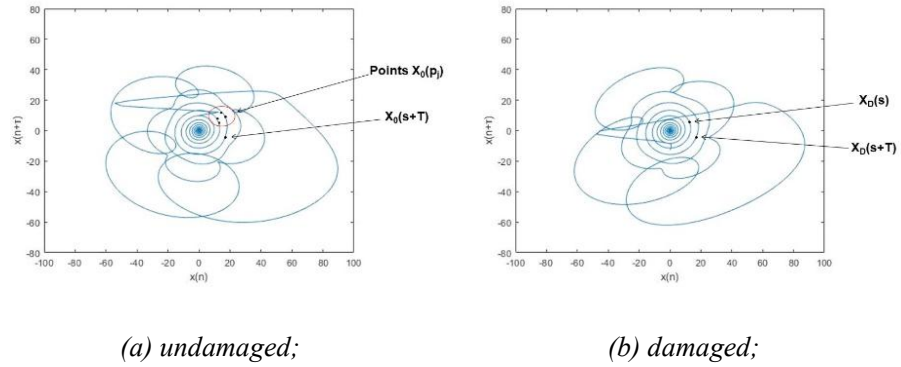 80
60
40
20
0
-20
-40
-60
-80
x(n+τ)
-100 -80 -60 -40 -20 0 20 40 60 80 100
x(n)
Points X₀(pⱼ)
X₀(s+T)
80
60
40
20
0
-20
-40
-60
-80
x(n+τ)
-100 -80 -60 -40 -20 0 20 40 60 80 100
x(n)
X_D(s)
X_D(s+T)
(a) undamaged;
(b) damaged;